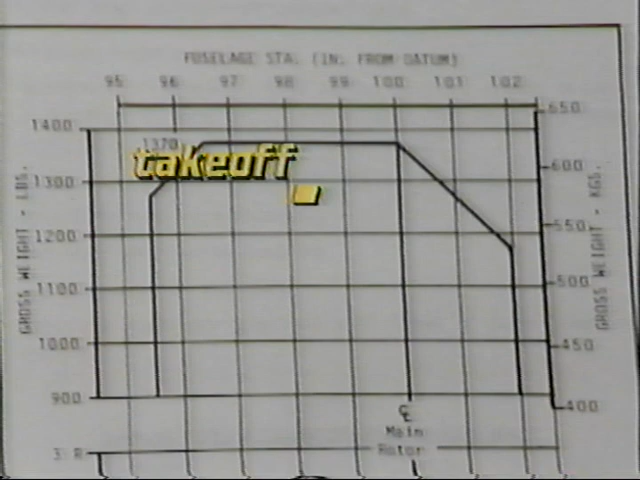 FUSELAGE STA. (IN. FROM DATUM)
95 96 97 98 99 100 101 102
650
1400
1370
takeoff
600
1300
GROSS WEIGHT - LBS.
GROSS WEIGHT - KGS.
550
1200
500
1100
450
1000
900
400
℄
Main
Rotor
3 R